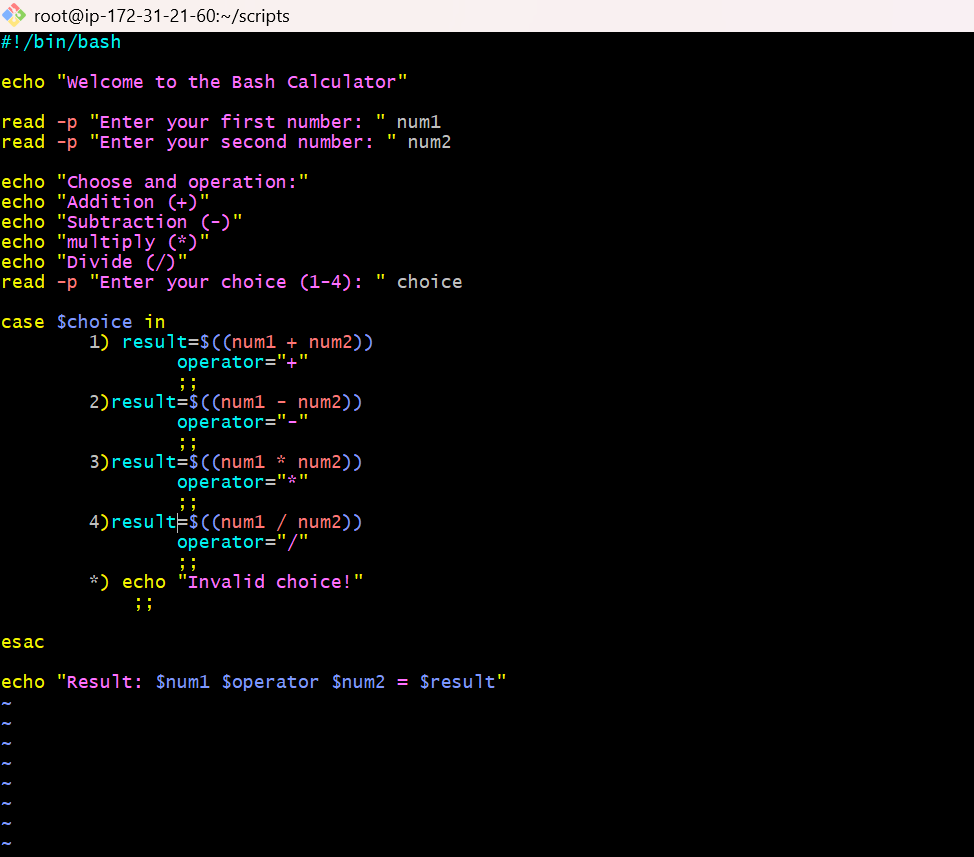 root@ip-172-31-21-60:~/scripts
#!/bin/bash
echo "Welcome to the Bash Calculator"
read -p "Enter your first number: " num1
read -p "Enter your second number: " num2
echo "Choose and operation:"
echo "Addition (+)"
echo "Subtraction (-)"
echo "multiply (*)"
echo "Divide (/)"
read -p "Enter your choice (1-4): " choice
case $choice in
1) result=$((num1 + num2))
operator="+"
;;
2)result=$((num1 - num2))
operator="-"
;;
3)result=$((num1 * num2))
operator="*"
;;
4)result=$((num1 / num2))
operator="/"
;;
*) echo "Invalid choice!"
;;
esac
echo "Result: $num1 $operator $num2 = $result"
~
~
~
~
~
~
~
~